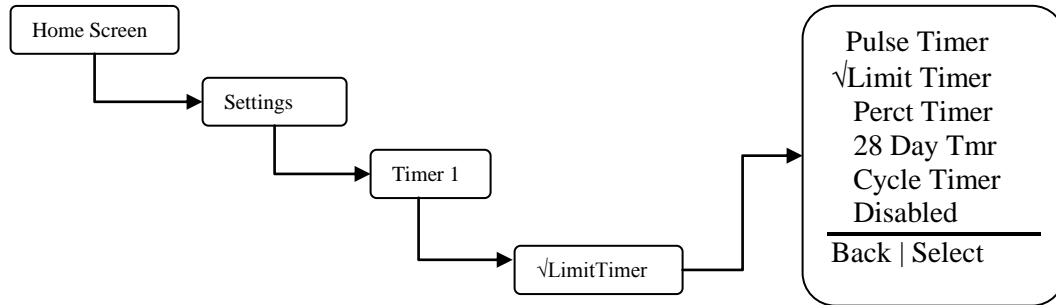 Home Screen
Settings
Timer 1
√LimitTimer
Pulse Timer
√Limit Timer
Perct Timer
28 Day Tmr
Cycle Timer
Disabled
Back | Select